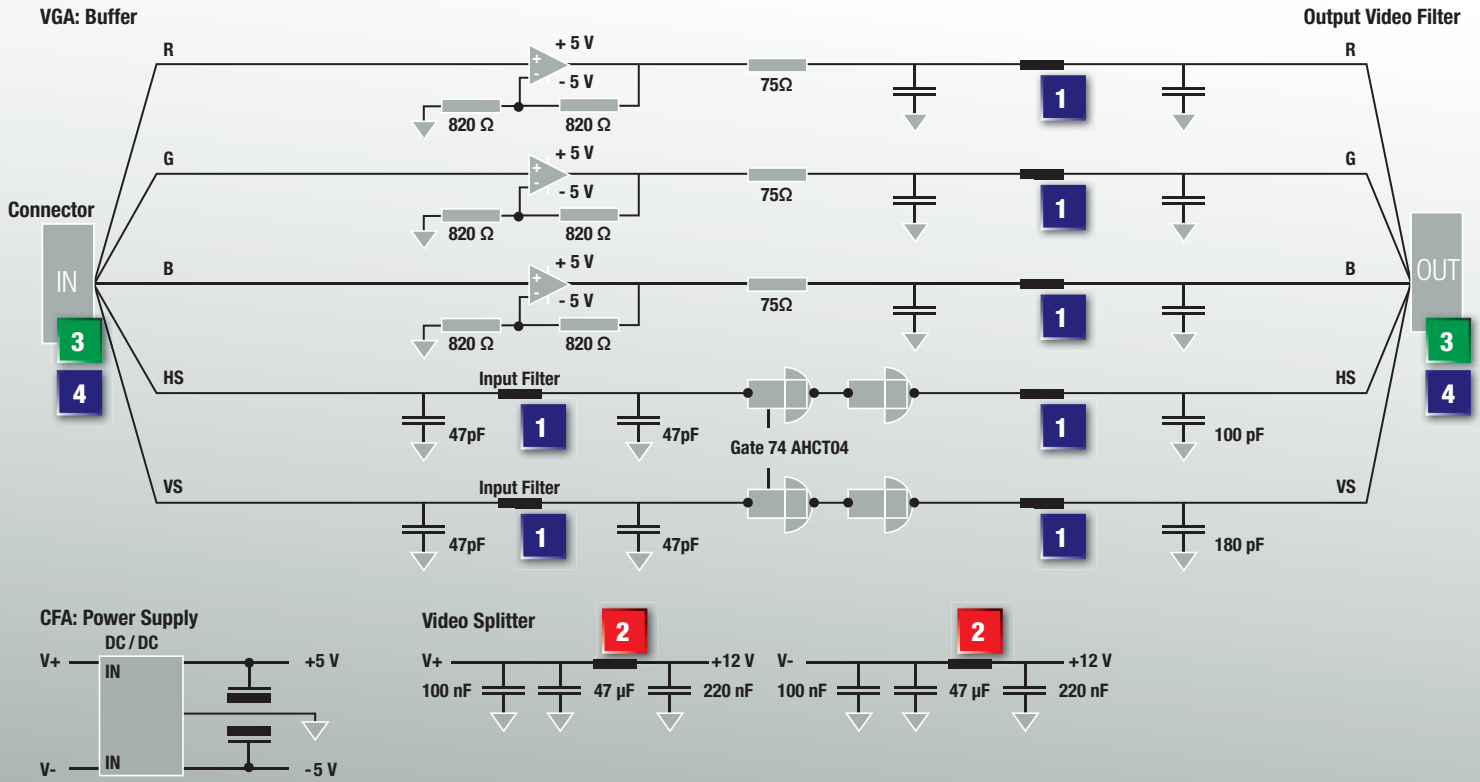 VGA: Buffer
Output Video Filter
R
+ 5 V
R
+
-
- 5 V
75Ω
1
820 Ω
820 Ω
G
+ 5 V
G
+
-
- 5 V
75Ω
1
820 Ω
820 Ω
Connector
IN
OUT
B
+ 5 V
B
+
-
- 5 V
75Ω
1
820 Ω
820 Ω
3
3
4
4
HS
Input Filter
HS
47pF
1
47pF
1
100 pF
Gate 74 AHCT04
VS
Input Filter
VS
47pF
1
47pF
1
180 pF
CFA: Power Supply
DC / DC
V+
IN
+5 V
V-
IN
- 5 V
Video Splitter
2
V+
+12 V
100 nF
47 µF
220 nF
2
V-
+12 V
100 nF
47 µF
220 nF